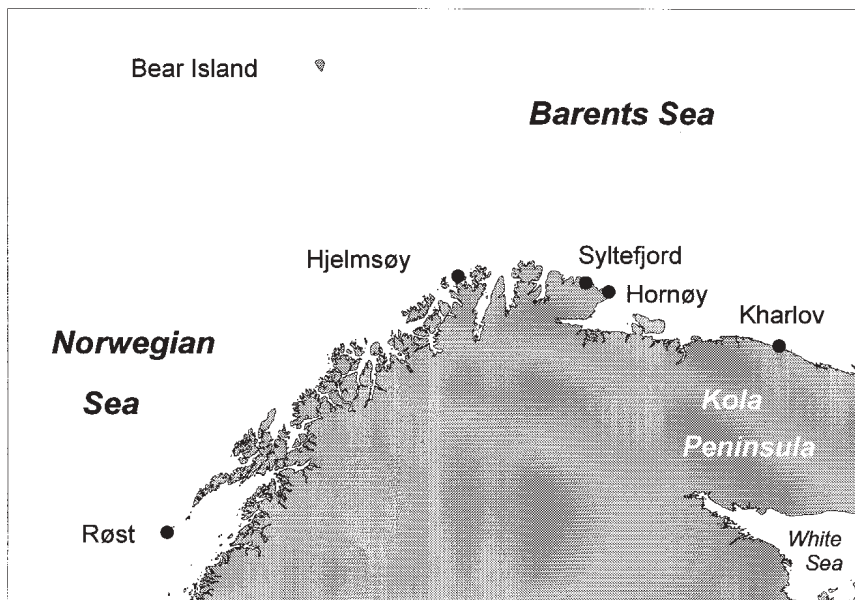 Bear Island
Barents Sea
Hjelmsøy
Syltefjord
Hornøy
Kharlov
Norwegian
Sea
Kola
Peninsula
Røst
White
Sea